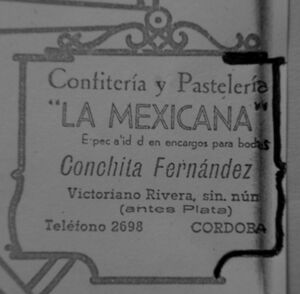 Confitería y Pastelería
"LA MEXICANA"
Especialidad en encargos para bodas
Conchita Fernández
Victoriano Rivera, sin. núm
(antes Plata)
Teléfono 2698 CORDOBA